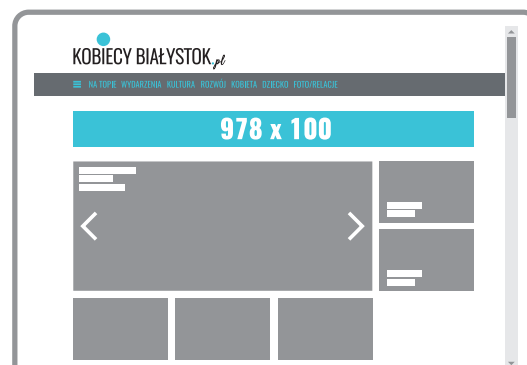 KOBIECY BIAŁYSTOK.pl
NA TOPIE WYDARZENIA KULTURA ROZWÓJ KOBIETA DZIECKO FOTO/RELACJE
978 x 100